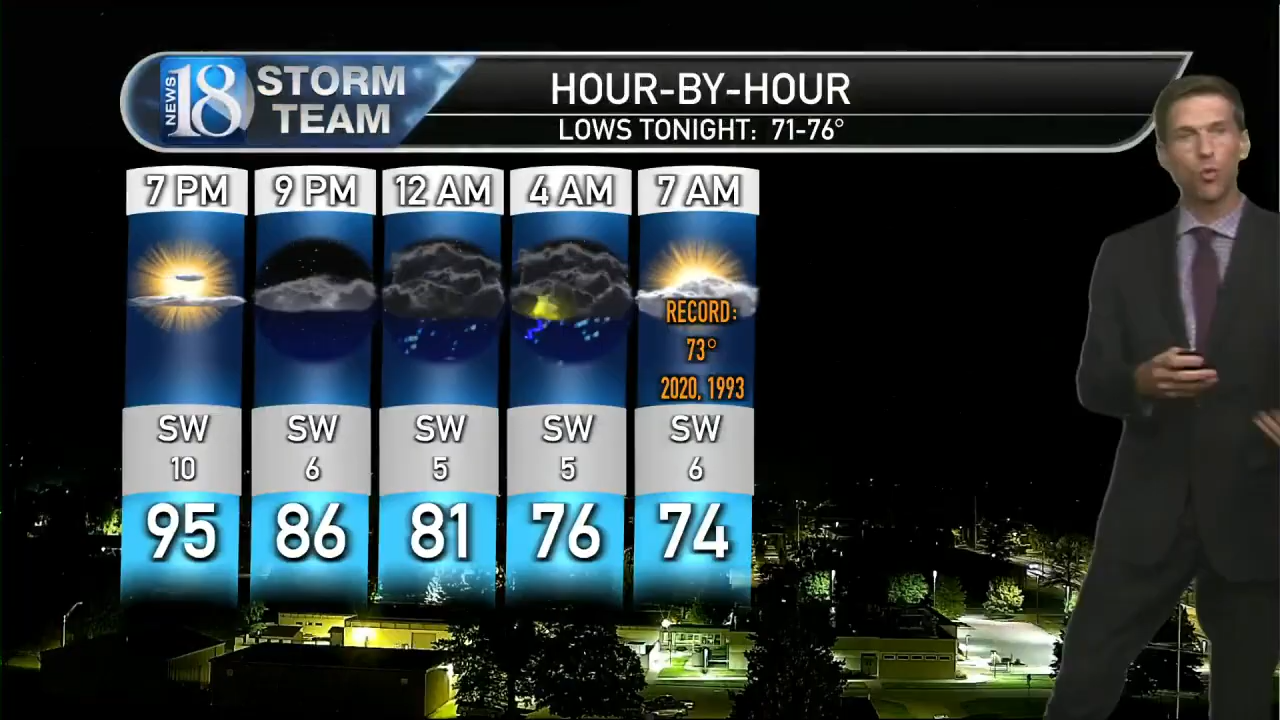 NEWS 18
STORM TEAM
HOUR-BY-HOUR
LOWS TONIGHT: 71-76°
7 PM 9 PM 12 AM 4 AM 7 AM
RECORD:
73°
2020, 1993
SW SW SW SW SW
10 6 5 5 6
95 86 81 76 74